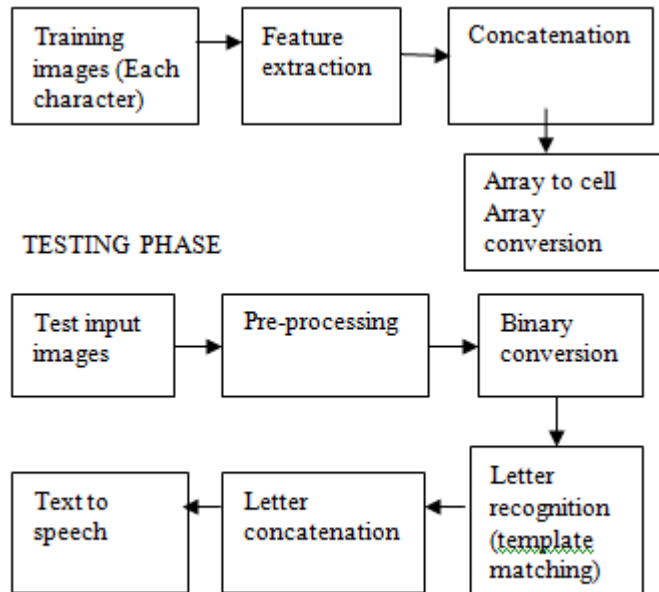 Training
images (Each
character)
Feature
extraction
Concatenation
Array to cell
Array
conversion
TESTING PHASE
Test input
images
Pre-processing
Binary
conversion
Letter
recognition
(template
matching)
Letter
concatenation
Text to
speech